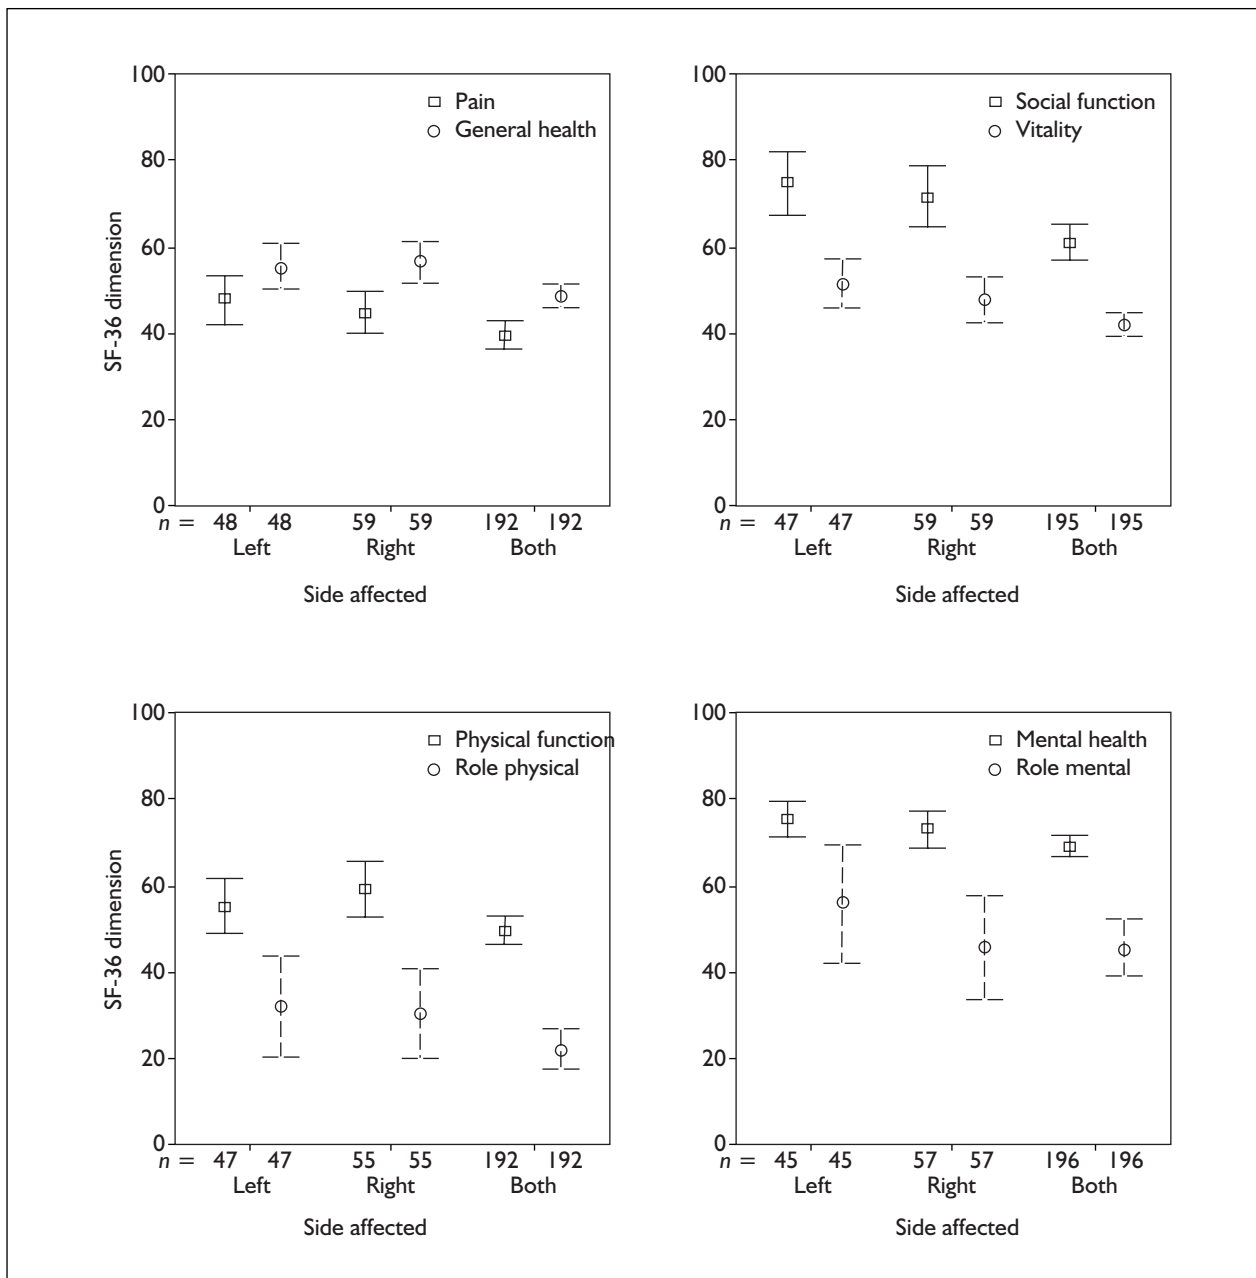 100
Pain
General health
80
60
40
20
0
SF-36 dimension
n = 48 48 59 59 192 192
Left Right Both
Side affected
100
Social function
Vitality
80
60
40
20
0
n = 47 47 59 59 195 195
Left Right Both
Side affected
100
Physical function
Role physical
80
60
40
20
0
SF-36 dimension
n = 47 47 55 55 192 192
Left Right Both
Side affected
100
Mental health
Role mental
80
60
40
20
0
n = 45 45 57 57 196 196
Left Right Both
Side affected